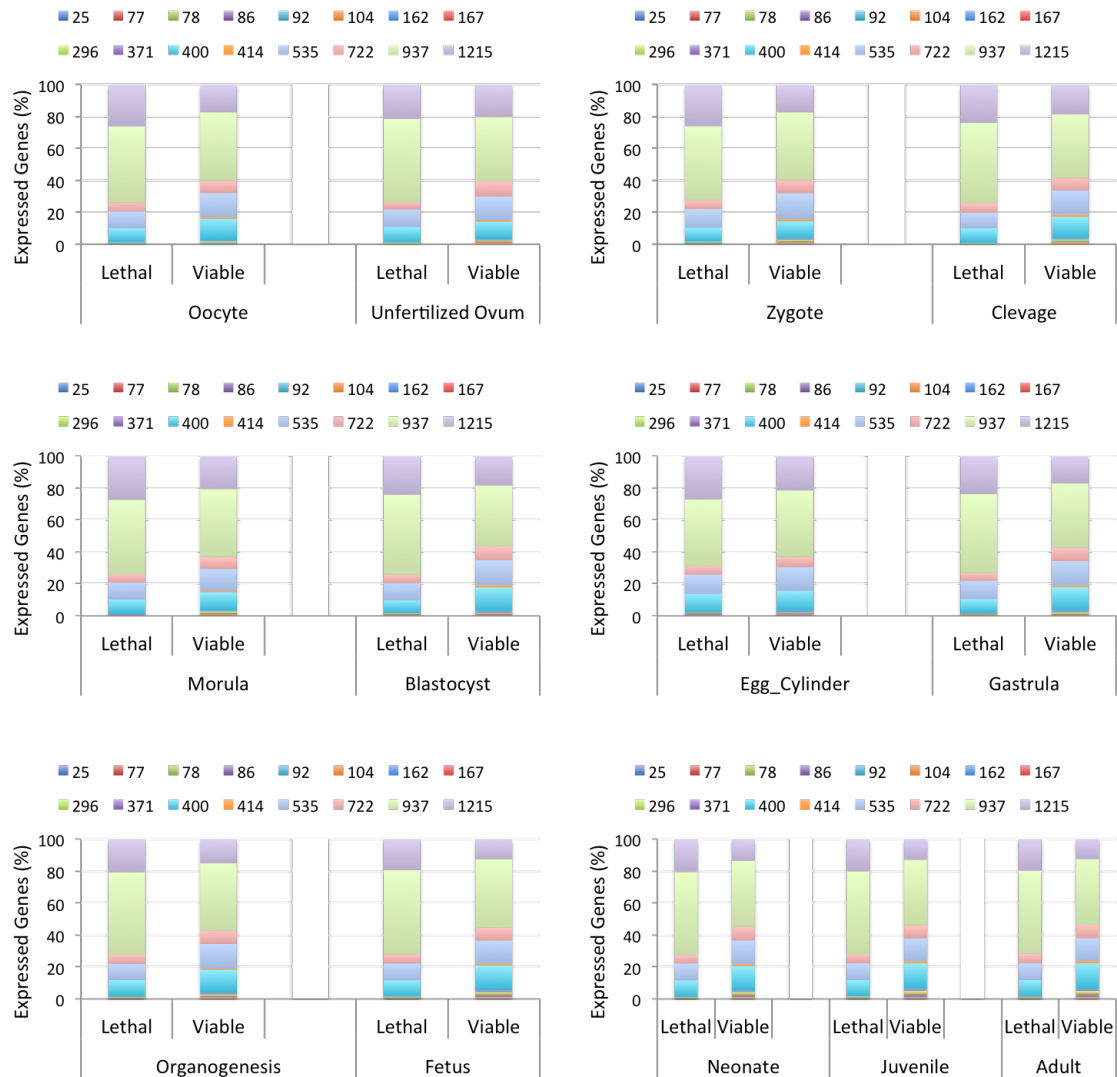 25 77 78 86 92 104 162 167
296 371 400 414 535 722 937 1215
Expressed Genes (%)
100
80
60
40
20
0
Lethal Viable Lethal Viable
Oocyte Unfertilized Ovum
25 77 78 86 92 104 162 167
296 371 400 414 535 722 937 1215
Expressed Genes (%)
100
80
60
40
20
0
Lethal Viable Lethal Viable
Zygote Clevage
25 77 78 86 92 104 162 167
296 371 400 414 535 722 937 1215
Expressed Genes (%)
100
80
60
40
20
0
Lethal Viable Lethal Viable
Morula Blastocyst
25 77 78 86 92 104 162 167
296 371 400 414 535 722 937 1215
Expressed Genes (%)
100
80
60
40
20
0
Lethal Viable Lethal Viable
Egg_Cylinder Gastrula
25 77 78 86 92 104 162 167
296 371 400 414 535 722 937 1215
Expressed Genes (%)
100
80
60
40
20
0
Lethal Viable Lethal Viable
Organogenesis Fetus
25 77 78 86 92 104 162 167
296 371 400 414 535 722 937 1215
Expressed Genes (%)
100
80
60
40
20
0
Lethal Viable Lethal Viable Lethal Viable
Neonate Juvenile Adult